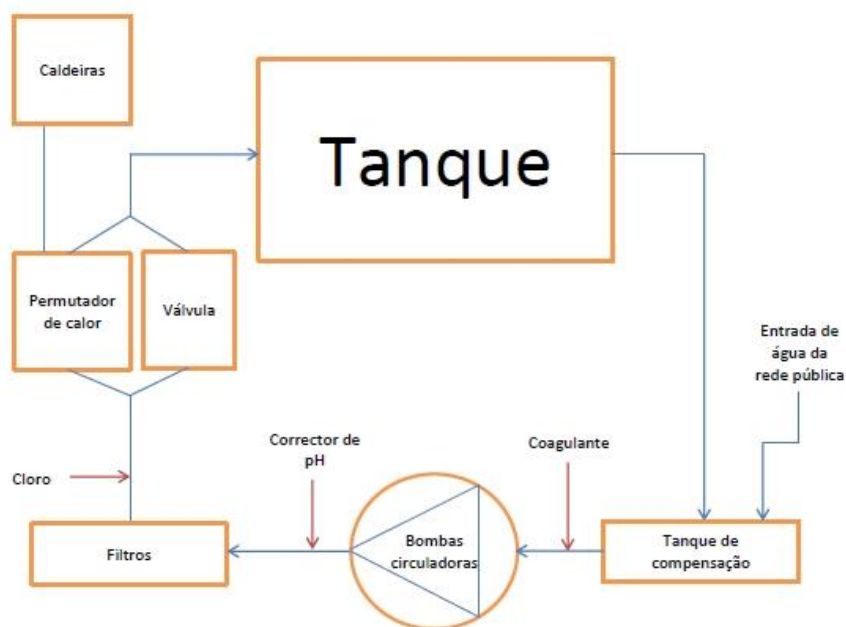 Caldeiras
Tanque
Permutador
de calor
Válvula
Entrada de
água da
rede pública
Corrector de
pH
Coagulante
Cloro
Filtros
Bombas
circuladoras
Tanque de
compensação